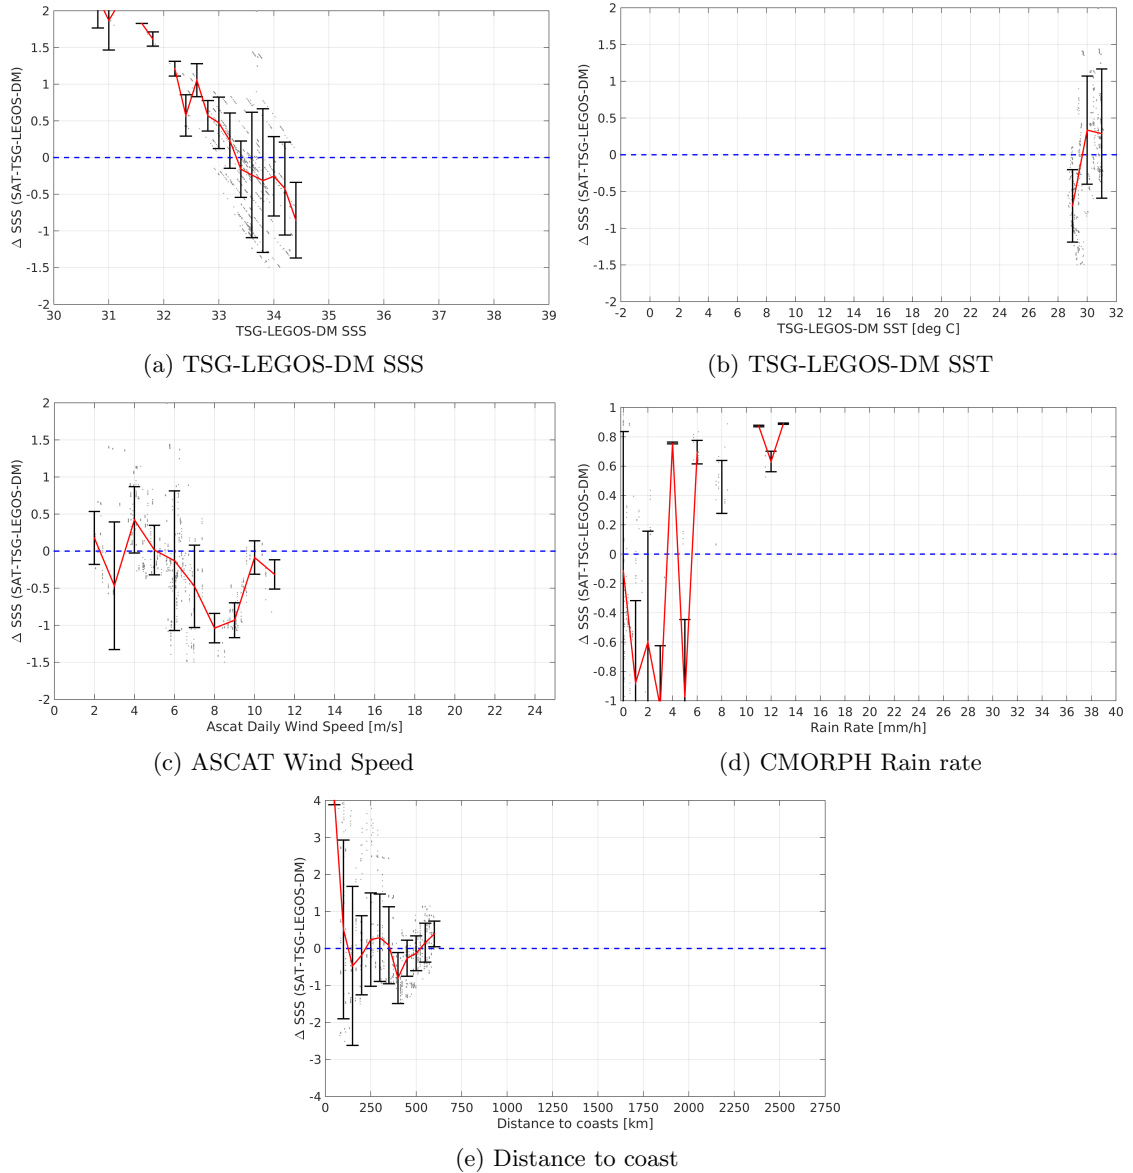 2
1.5
1
0.5
0
-0.5
-1
-1.5
-2
Δ SSS (SAT-TSG-LEGOS-DM)
30 31 32 33 34 35 36 37 38 39
TSG-LEGOS-DM SSS
(a) TSG-LEGOS-DM SSS
2
1.5
1
0.5
0
-0.5
-1
-1.5
-2
Δ SSS (SAT-TSG-LEGOS-DM)
-2 0 2 4 6 8 10 12 14 16 18 20 22 24 26 28 30 32
TSG-LEGOS-DM SST [deg C]
(b) TSG-LEGOS-DM SST
2
1.5
1
0.5
0
-0.5
-1
-1.5
-2
Δ SSS (SAT-TSG-LEGOS-DM)
0 2 4 6 8 10 12 14 16 18 20 22 24
Ascat Daily Wind Speed [m/s]
(c) ASCAT Wind Speed
1
0.8
0.6
0.4
0.2
0
-0.2
-0.4
-0.6
-0.8
-1
Δ SSS (SAT-TSG-LEGOS-DM)
0 2 4 6 8 10 12 14 16 18 20 22 24 26 28 30 32 34 36 38 40
Rain Rate [mm/h]
(d) CMORPH Rain rate
4
3
2
1
0
-1
-2
-3
-4
Δ SSS (SAT-TSG-LEGOS-DM)
0 250 500 750 1000 1250 1500 1750 2000 2250 2500 2750
Distance to coasts [km]
(e) Distance to coast